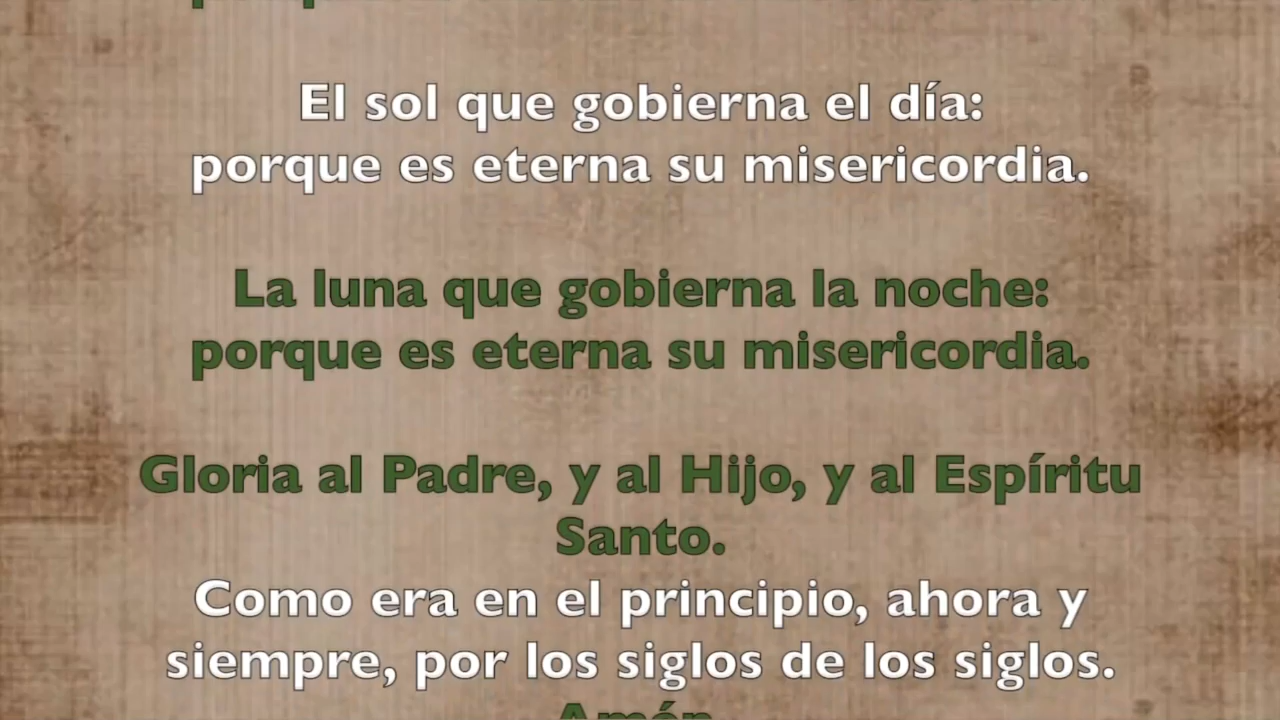 El sol que gobierna el día:
porque es eterna su misericordia.
La luna que gobierna la noche:
porque es eterna su misericordia.
Gloria al Padre, y al Hijo, y al Espíritu
Santo.
Como era en el principio, ahora y
siempre, por los siglos de los siglos.
Amén.